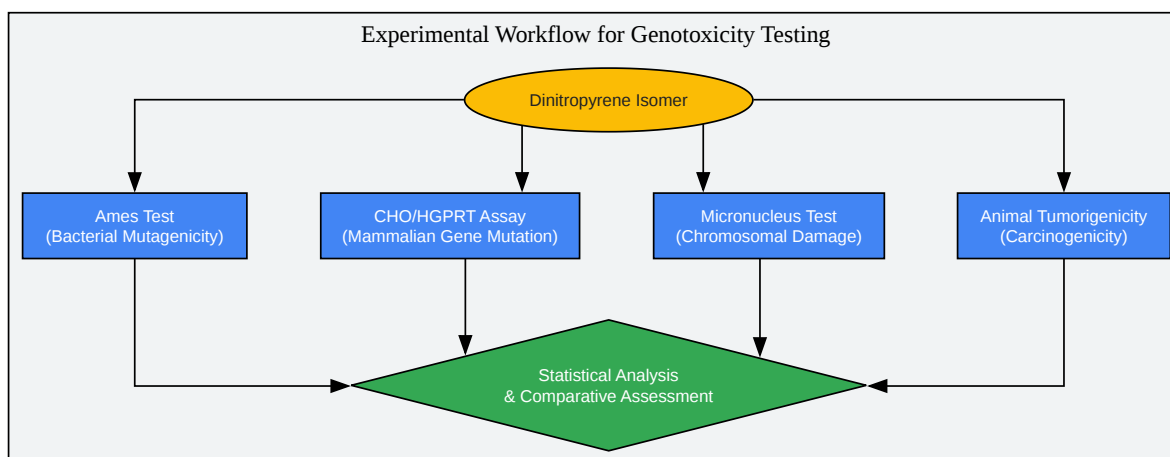 Experimental Workflow for Genotoxicity Testing
Dinitropyrene Isomer
Ames Test
(Bacterial Mutagenicity)
CHO/HGPRT Assay
(Mammalian Gene Mutation)
Micronucleus Test
(Chromosomal Damage)
Animal Tumorigenicity
(Carcinogenicity)
Statistical Analysis
& Comparative Assessment